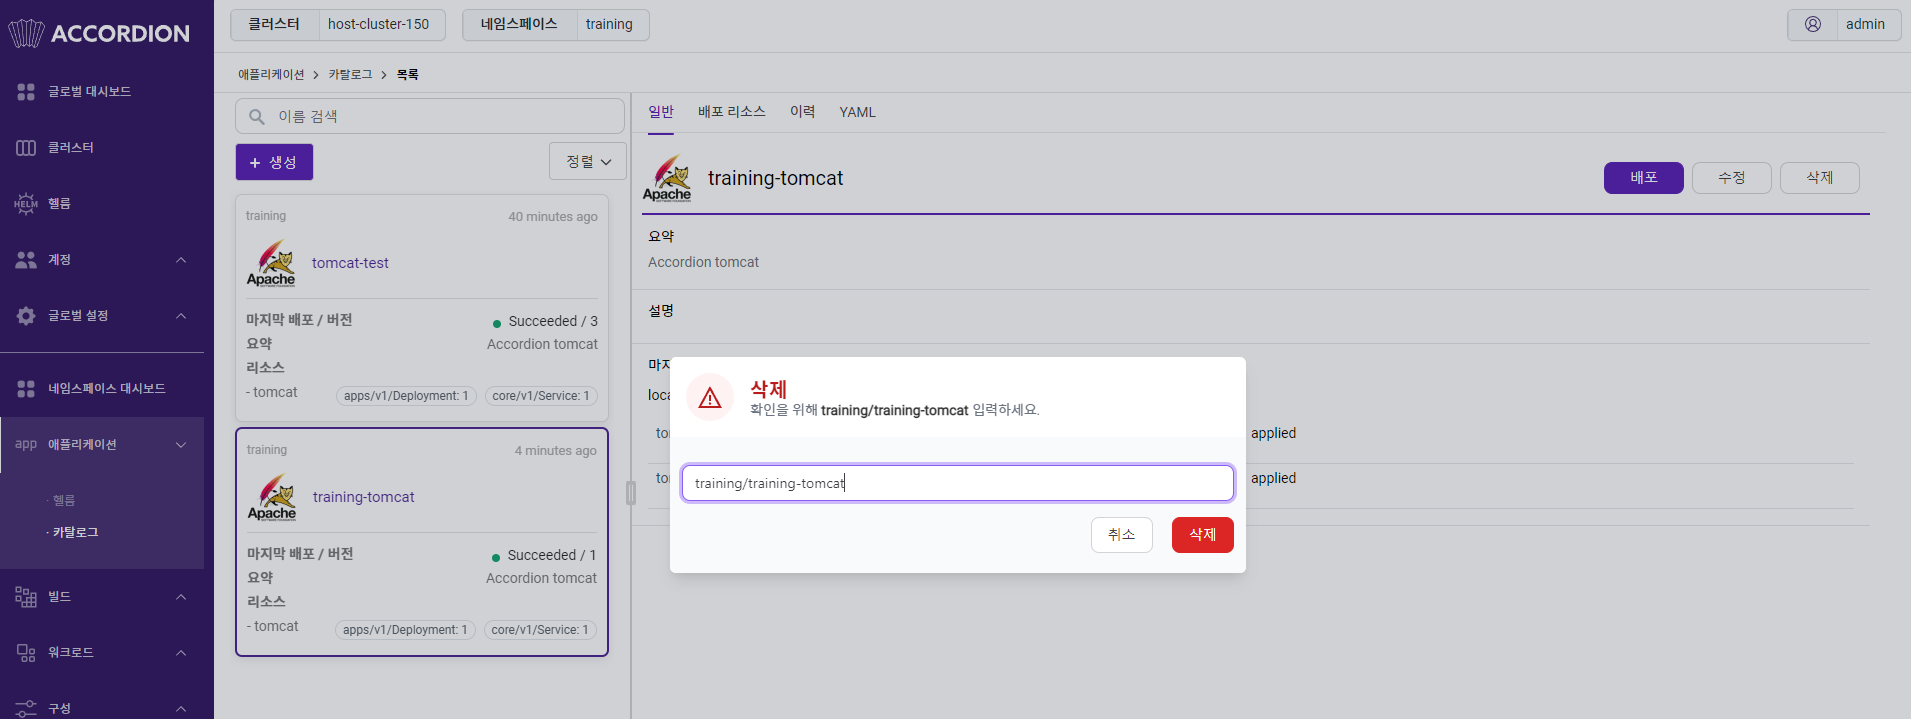 ACCORDION
클러스터 host-cluster-150
네임스페이스 training
admin
글로벌 대시보드
클러스터
HELM 헬름
계정
글로벌 설정
네임스페이스 대시보드
app 애플리케이션
· 헬름
· 카탈로그
빌드
워크로드
구성
애플리케이션 > 카탈로그 > 목록
이름 검색
+ 생성
정렬
training 40 minutes ago
Apache
tomcat-test
마지막 배포 / 버전 Succeeded / 3
요약 Accordion tomcat
리소스
- tomcat apps/v1/Deployment: 1 core/v1/Service: 1
training 4 minutes ago
Apache
training-tomcat
마지막 배포 / 버전 Succeeded / 1
요약 Accordion tomcat
리소스
- tomcat apps/v1/Deployment: 1 core/v1/Service: 1
일반 배포 리소스 이력 YAML
Apache
training-tomcat
배포 수정 삭제
요약
Accordion tomcat
설명
applied
applied
삭제
확인을 위해 training/training-tomcat 입력하세요.
training/training-tomcat
취소 삭제